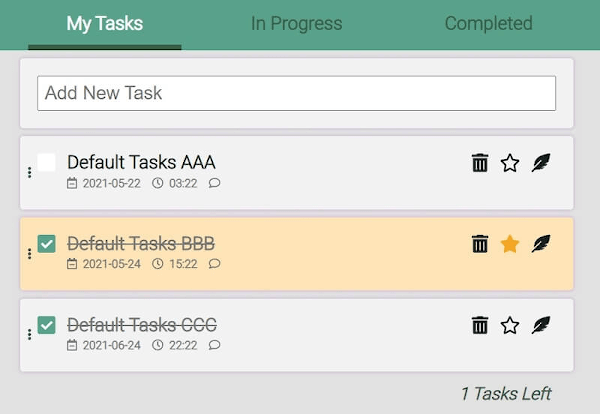 My Tasks In Progress Completed
Add New Task
Default Tasks AAA
2021-05-22 03:22
Default Tasks BBB
2021-05-24 15:22
Default Tasks CCC
2021-06-24 22:22
1 Tasks Left